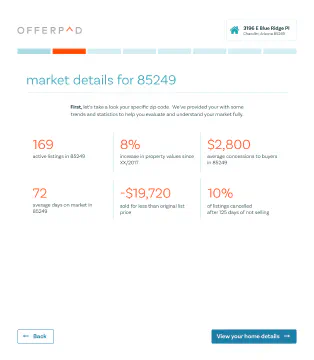 OFFERPAD
3196 E Blue Ridge Pl
Chandler, Arizona 85249
market details for 85249
First, let's take a look your specific zip code. We've provided your with some
trends and statistics to help you evaluate and understand your market fully.
169
active listings in 85249
8%
increase in property values since
XX/2017
$2,800
average concessions to buyers
in 85249
72
average days on market in
85249
-$19,720
sold for less than original list
price
10%
of listings cancelled
after 125 days of not selling
← Back
View your home details →